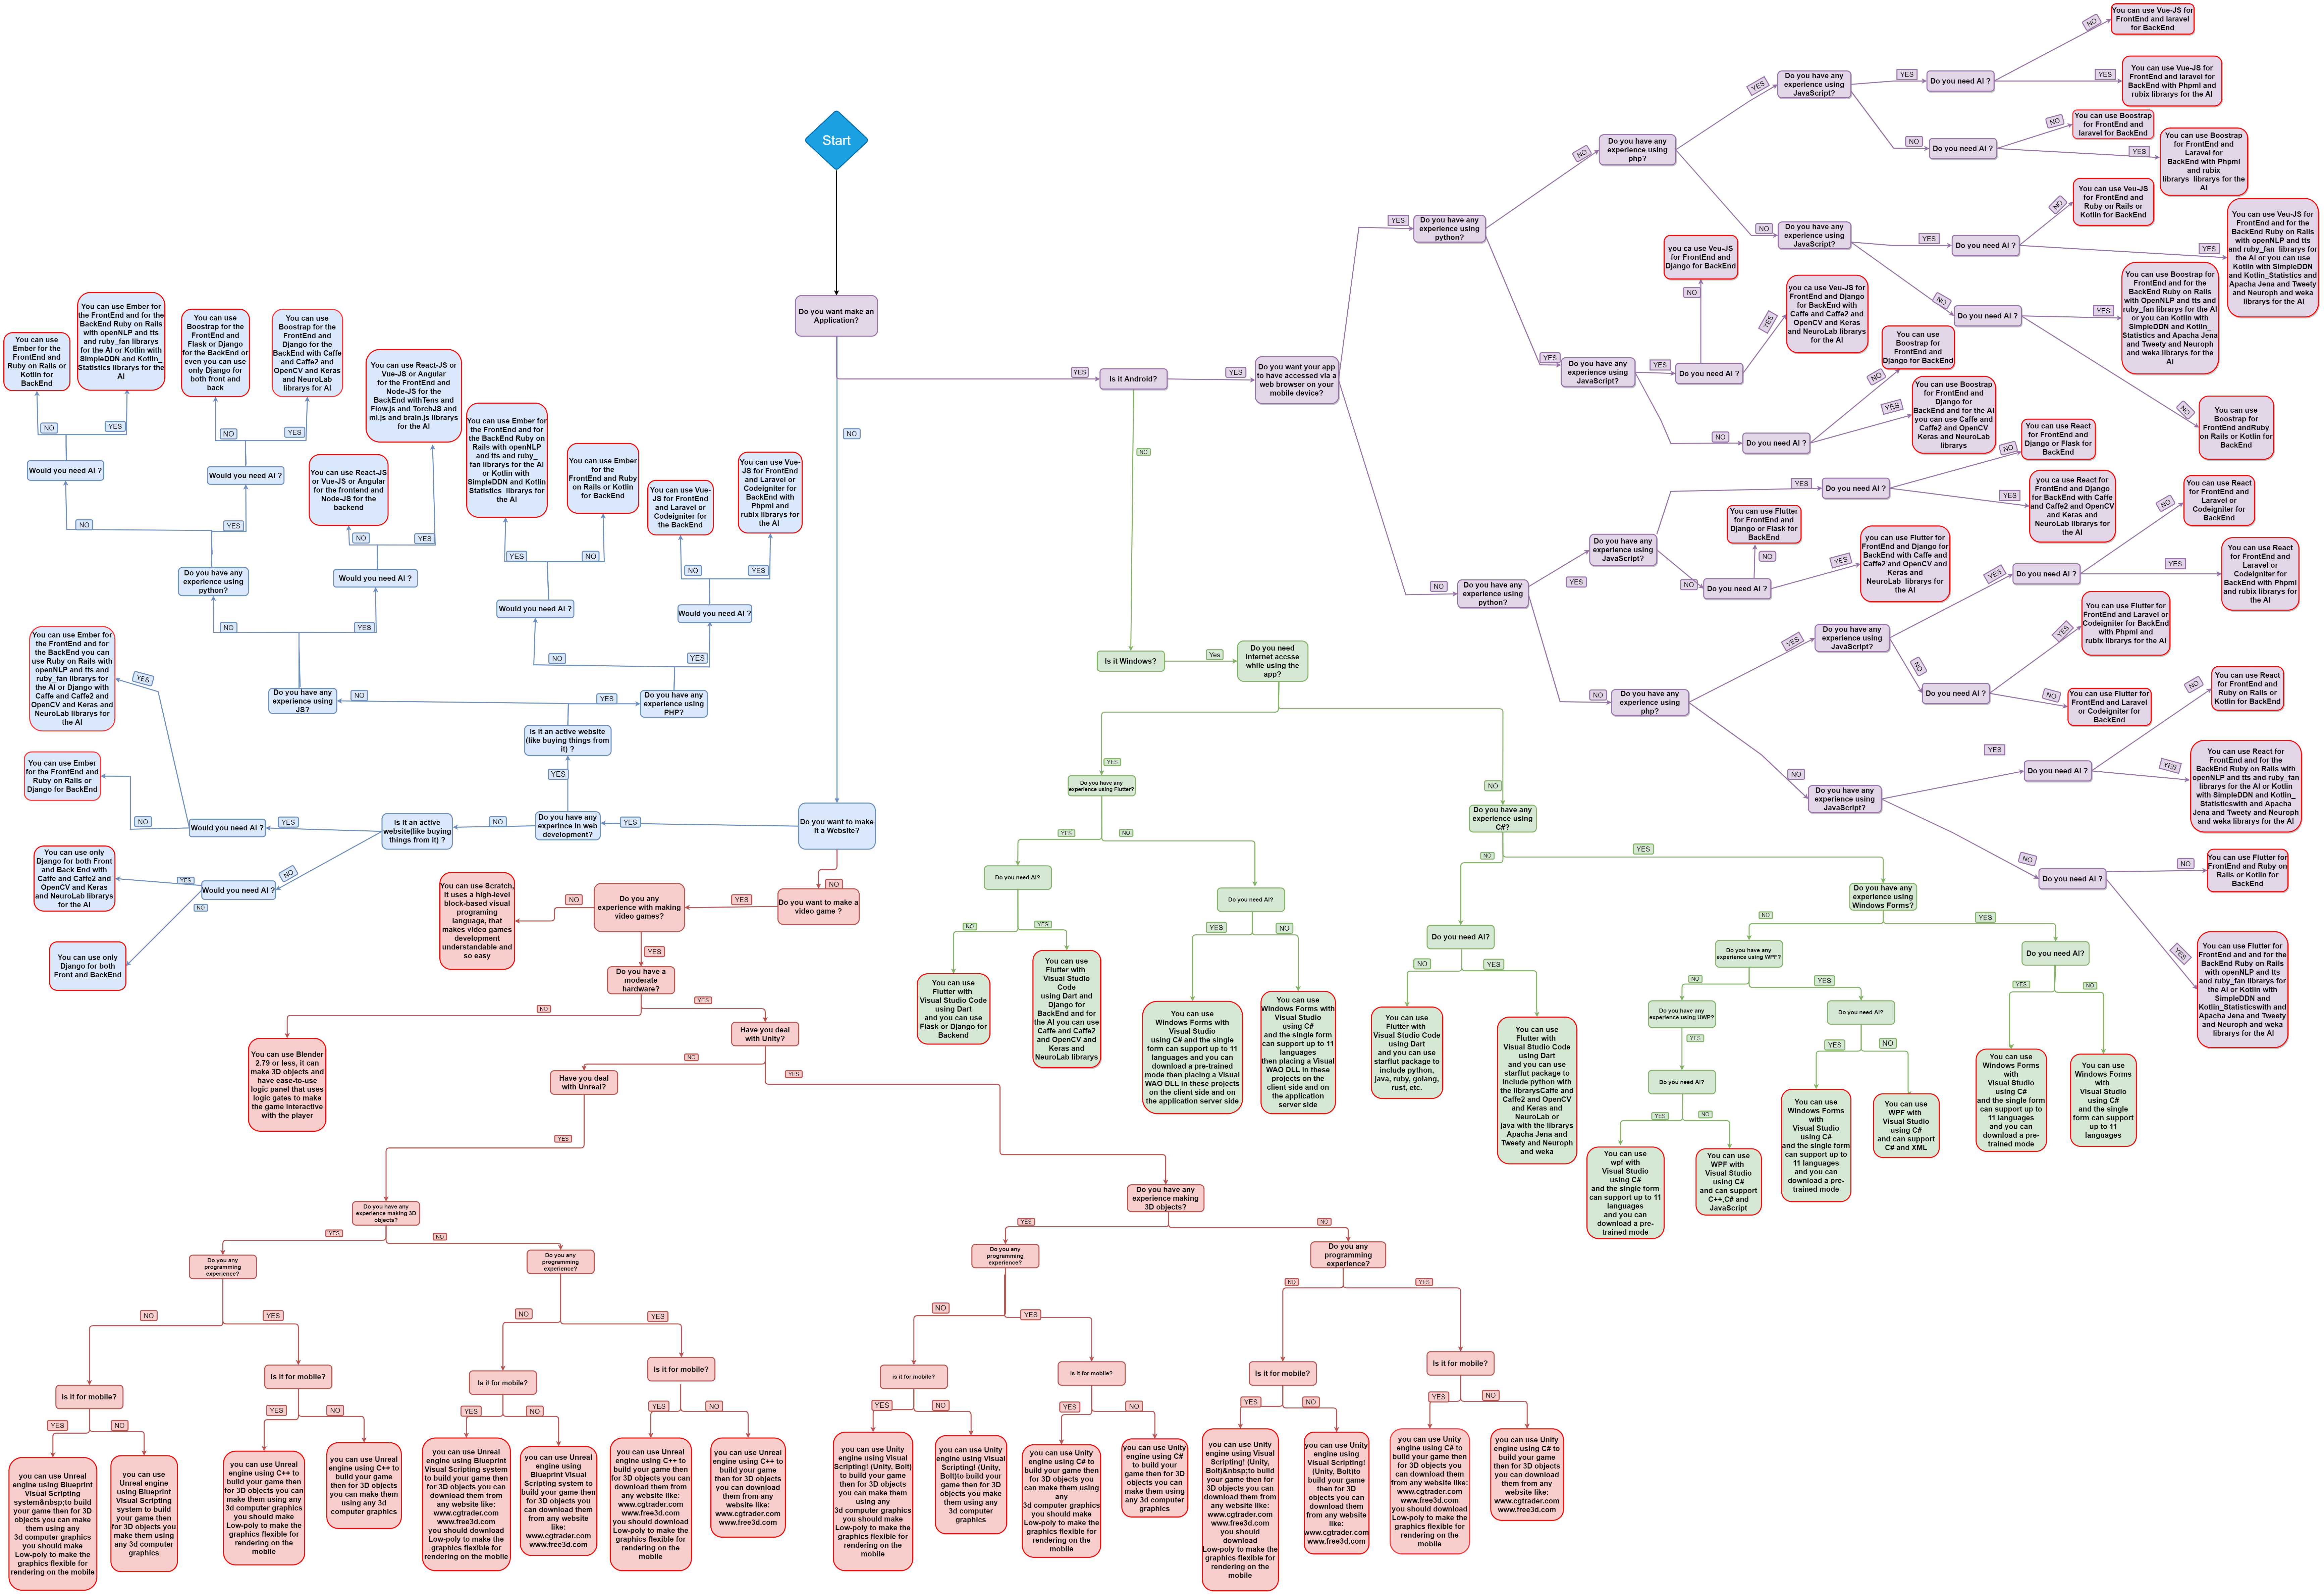 Start
Do you want make an
Application?
YES
NO
Is it Android?
YES
NO
Do you want your app
to have accessed via a
web browser on your
mobile device?
YES
Do you have any
experience using
python?
NO
Do you have any
experience using
php?
YES
Do you have any
experience using
JavaScript?
YES
Do you need AI ?
NO
You can use Vue-JS for
FrontEnd and laravel
for BackEnd
YES
You can use Vue-JS for
FrontEnd and laravel for
BackEnd with Phpml and
rubix librarys for the AI
NO
Do you need AI ?
NO
You can use Boostrap
for FrontEnd and
laravel for BackEnd
YES
You can use Boostrap
for FrontEnd and
Laravel for
BackEnd with Phpml
and rubix
librarys  librarys for the
AI
NO
Do you have any
experience using
JavaScript?
YES
Do you need AI ?
NO
You can use Veu-JS
for FrontEnd and
Ruby on Rails or
Kotlin for BackEnd
YES
You can use Veu-JS for
FrontEnd and for the
BackEnd Ruby on Rails
with openNLP and tts
and ruby_fan  librarys for
the AI or you can use
Kotlin with SimpleDDN
and Kotlin_Statistics and
Apacha Jena and Tweety
and Neuroph and weka
librarys for the AI
NO
Do you need AI ?
YES
You can use Boostrap for
FrontEnd and for the
BackEnd Ruby on Rails
with OpenNLP and tts and
ruby_fan librarys for the AI
or you can Kotlin with
SimpleDDN and Kotlin_
Statistics and Apacha Jena
and Tweety and Neuroph
and weka librarys for the
AI
NO
You can use
Boostrap for
FrontEnd andRuby
on Rails or Kotlin for
BackEnd
YES
Do you have any
experience using
JavaScript?
YES
Do you need AI ?
NO
you ca use Veu-JS
for FrontEnd and
Django for BackEnd
YES
you ca use Veu-JS for
FrontEnd and Django
for BackEnd with
Caffe and Caffe2 and
OpenCV and Keras
and NeuroLab librarys
for the AI
NO
Do you need AI ?
NO
You can use
Boostrap for
FrontEnd and
Django for BackEnd
YES
You can use Boostrap
for FrontEnd and
Django for
BackEnd and for the AI
you can use Caffe and
Caffe2 and OpenCV
Keras and NeuroLab
librarys
NO
Do you have any
experience using
python?
YES
Do you have any
experience using
JavaScript?
YES
Do you need AI ?
NO
You can use React
for FrontEnd and
Django or Flask for
BackEnd
YES
you ca use React for
FrontEnd and Django
for BackEnd with Caffe
and Caffe2 and OpenCV
and Keras and
NeuroLab librarys for
the AI
NO
Do you need AI ?
NO
You can use Flutter
for FrontEnd and
Django or Flask for
BackEnd
YES
you can use Flutter for
FrontEnd and Django for
BackEnd with Caffe and
Caffe2 and OpenCV and
Keras and
NeuroLab  librarys for
the AI
NO
Do you have any
experience using
php?
YES
Do you have any
experience using
JavaScript?
YES
Do you need AI ?
NO
You can use React
for FrontEnd and
Laravel or
Codeigniter for
BackEnd
YES
You can use React
for FrontEnd and
Laravel or
Codeigniter for
BackEnd with Phpml
and rubix librarys for
the AI
NO
Do you need AI ?
YES
You can use Flutter for
FrontEnd and Laravel or
Codeigniter for BackEnd
with Phpml and
rubix librarys for the AI
NO
You can use Flutter for
FrontEnd and Laravel
or Codeigniter for
BackEnd
NO
Do you have any
experience using
JavaScript?
YES
Do you need AI ?
NO
You can use React
for FrontEnd and
Ruby on Rails or
Kotlin for BackEnd
YES
You can use React for
FrontEnd and for the
BackEnd Ruby on Rails with
openNLP and tts and ruby_fan
librarys for the AI or Kotlin
with SimpleDDN and Kotlin_
Statisticswith and Apacha
Jena and Tweety and Neuroph
and weka librarys for the AI
NO
Do you need AI ?
NO
You can use Flutter for
FrontEnd and Ruby on
Rails or Kotlin for
BackEnd
YES
You can use Flutter for
FrontEnd and and for the
BackEnd Ruby on Rails
with openNLP and tts
and ruby_fan librarys for
the AI or Kotlin with
SimpleDDN and
Kotlin_Statisticswith and
Apacha Jena and Tweety
and Neuroph and weka
librarys for the AI
Is it Windows?
Yes
Do you need
internet accsse
while using the
app?
YES
Do you have any
experience using Flutter?
YES
NO
Do you need AI?
NO
YES
You can use
Flutter with
Visual Studio Code
using Dart
and you can use
Flask or Django for
Backend
You can use
Flutter with
Visual Studio
Code
using Dart and
Django for
BackEnd and for
the AI you can use
Caffe and Caffe2
and OpenCV and
Keras and
NeuroLab librarys
Do you need AI?
YES
NO
You can use
Windows Forms with
Visual Studio
using C# and the single
form can support up to 11
languages and you can
download a pre-trained
mode then placing a Visual
WAO DLL in these projects
on the client side and on
the application server side
You can use
Windows Forms with
Visual Studio
using C#
and the single form
can support up to 11
languages
then placing a Visual
WAO DLL in these
projects on the
client side and on
the application
server side
NO
Do you have any
experience using
C#?
NO
YES
Do you need AI?
NO
YES
You can use
Flutter with
Visual Studio Code
using Dart
and you can use
starflut package to
include python,
java, ruby, golang,
rust, etc.
You can use
Flutter with
Visual Studio Code
using Dart
and you can use
starflut package to
include python with
the librarysCaffe and
Caffe2 and OpenCV
and Keras and
NeuroLab or
java with the librarys
Apacha Jena and
Tweety and Neuroph
and weka
Do you have any
experience using
Windows Forms?
NO
YES
Do you have any
experience using WPF?
NO
YES
Do you have any
experience using UWP?
YES
Do you need AI?
YES
NO
You can use
wpf with
Visual Studio
using C#
and the single form
can support up to 11
languages
and you can
download a pre-
trained mode
You can use
WPF with
Visual Studio
using C#
and can support
C++,C# and
JavaScript
Do you need AI?
YES
NO
You can use
Windows Forms
with
Visual Studio
using C#
and the single form
can support up to
11 languages
and you can
download a pre-
trained mode
You can use
WPF with
Visual Studio
using C#
and can support
C# and XML
Do you need AI?
YES
NO
You can use
Windows Forms
with
Visual Studio
using C#
and the single form
can support up to
11 languages
and you can
download a pre-
trained mode
You can use
Windows Forms
with
Visual Studio
using C#
and the single
form can support
up to 11
languages
Do you want to make
it a Website?
YES
NO
Do you have any
experince in web
development?
YES
NO
Is it an active website
(like buying things from
it) ?
NO
YES
Do you have any
experience using
JS?
NO
YES
Do you have any
experience using
python?
NO
YES
Would you need AI ?
NO
YES
You can use
Ember for the
FrontEnd and
Ruby on Rails or
Kotlin for
BackEnd
You can use Ember for
the FrontEnd and for the
BackEnd Ruby on Rails
with openNLP and tts
and ruby_fan librarys
for the AI or Kotlin with
SimpleDDN and Kotlin_
Statistics librarys for the
AI
Would you need AI ?
NO
YES
You can use
Boostrap for the
FrontEnd and
Flask or Django
for the BackEnd or
even you can use
only Django for
both front and
back
You can use
Boostrap for the
FrontEnd and
Django for the
BackEnd with Caffe
and Caffe2 and
OpenCV and Keras
and NeuroLab
librarys for AI
Would you need AI ?
NO
YES
You can use React-JS
or Vue-JS or Angular
for the frontend and
Node-JS for the
backend
You can use React-JS or
Vue-JS or Angular
for the FrontEnd and
Node-JS for the
BackEnd withTens and
Flow.js and TorchJS and
ml.js and brain.js librarys
for the AI
Do you have any
experience using
PHP?
NO
YES
Would you need AI ?
YES
NO
You can use Ember for
the FrontEnd and for
the BackEnd Ruby on
Rails with openNLP
and tts and ruby_
fan librarys for the AI
or Kotlin with
SimpleDDN and Kotlin
Statistics  librarys for
the AI
You can use Ember
for the
FrontEnd and Ruby
on Rails or Kotlin
for BackEnd
Would you need AI ?
NO
YES
You can use Vue-
JS for FrontEnd
and Laravel or
Codeigniter for
the BackEnd
You can use Vue-
JS for FrontEnd
and Laravel or
Codeigniter for
BackEnd with
Phpml and
rubix librarys for
the AI
Is it an active
website(like buying
things from it) ?
YES
NO
Would you need AI ?
YES
NO
You can use Ember for
the FrontEnd and for
the BackEnd you can
use Ruby on Rails with
openNLP and tts and
ruby_fan librarys for
the AI or Django with
Caffe and Caffe2 and
OpenCV and Keras and
NeuroLab librarys for
the AI
You can use Ember
for the FrontEnd and
Ruby on Rails or
Django for BackEnd
Would you need AI ?
YES
NO
You can use only
Django for both Front
and Back End with
Caffe and Caffe2 and
OpenCV and Keras
and NeuroLab librarys
for the AI
You can use only
Django for both
Front and BackEnd
Do you want to make a
video game ?
YES
Do you any
experience with making
video games?
NO
You can use Scratch,
it uses a high-level
block-based visual
programing
language, that
makes video games
development
understandable and
so easy
YES
Do you have a
moderate
hardware?
NO
YES
You can use Blender
2.79 or less, it can
make 3D objects and
have ease-to-use
logic panel that uses
logic gates to make
the game interactive
with the player
Have you deal
with Unity?
NO
YES
Have you deal
with Unreal?
YES
Do you have any
experience making 3D
objects?
YES
NO
Do you any
programming
experience?
NO
YES
is it for mobile?
YES
NO
you can use Unreal
engine using Blueprint
Visual Scripting
system&nbsp;to build
your game then for 3D
objects you can make
them using any
3d computer graphics
you should make
Low-poly to make the
graphics flexible for
rendering on the mobile
you can use
Unreal engine
using Blueprint
Visual Scripting
system to build
your game then
for 3D objects you
make them using
any 3d computer
graphics
Is it for mobile?
YES
NO
you can use Unreal
engine using C++ to
build your game then
for 3D objects you can
make them using any
3d computer graphics
you should make
Low-poly to make the
graphics flexible for
rendering on the
mobile
you can use Unreal
engine using C++ to
build your game
then for 3D objects
you can make them
using any 3d
computer graphics
Do you any
programming
experience?
NO
YES
Is it for mobile?
YES
NO
you can use Unreal
engine using Blueprint
Visual Scripting system
to build your game then
for 3D objects you can
download them from
any website like:
www.cgtrader.com
www.free3d.com
you should download
Low-poly to make the
graphics flexible for
rendering on the mobile
you can use Unreal
engine using
Blueprint Visual
Scripting system to
build your game then
for 3D objects you
can download them
from any website
like:
www.cgtrader.com
www.free3d.com
Is it for mobile?
YES
NO
you can use Unreal
engine using C++ to
build your game then
for 3D objects you can
download them from
any website like:
www.cgtrader.com
www.free3d.com
you should download
Low-poly to make the
graphics flexible for
rendering on the
mobile
you can use Unreal
engine using C++ to
build your game
then for 3D objects
you can download
them from any
website like:
www.cgtrader.com
www.free3d.com
Do you have any
experience making
3D objects?
YES
NO
Do you any
programming
experience?
NO
YES
is it for mobile?
YES
NO
you can use Unity
engine using Visual
Scripting! (Unity, Bolt)
to build your game
then for 3D objects
you can make them
using any
3d computer graphics
you should make
Low-poly to make the
graphics flexible for
rendering on the
mobile
you can use Unity
engine using Visual
Scripting! (Unity,
Bolt)to build your
game then for 3D
objects you can
make them using
any 3d computer
graphics
is it for mobile?
YES
NO
you can use Unity
engine using C# to
build your game then
for 3D objects you
can make them using
any
3d computer graphics
you should make
Low-poly to make the
graphics flexible for
rendering on the
mobile
you can use Unity
engine using C#
to build your
game then for 3D
objects you can
make them using
any 3d computer
graphics
Do you any
programming
experience?
NO
YES
Is it for mobile?
YES
NO
you can use Unity
engine using Visual
Scripting! (Unity,
Bolt)&nbsp;to build
your game then for
3D objects you can
download them from
any website like:
www.cgtrader.com
www.free3d.com
you should
download
Low-poly to make the
graphics flexible for
rendering on the
mobile
you can use Unity
engine using
Visual Scripting!
(Unity, Bolt)to
build your game
then for 3D objects
you can download
them from any
website like:
www.cgtrader.com
www.free3d.com
Is it for mobile?
YES
NO
you can use Unity
engine using C# to
build your game then
for 3D objects you
can download them
from any website like:
www.cgtrader.com
www.free3d.com
you should download
Low-poly to make the
graphics flexible for
rendering on the
mobile
you can use Unity
engine using C# to
build your game
then for 3D objects
you can download
them from any
website like:
www.cgtrader.com
www.free3d.com